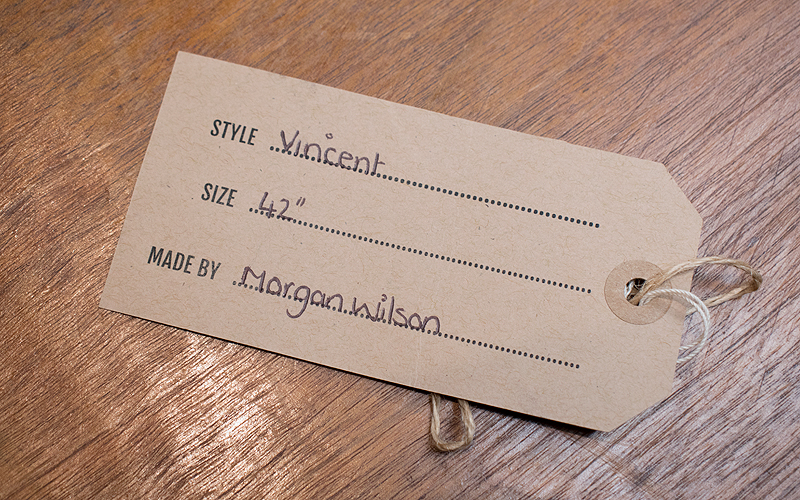 STYLE Vincent
SIZE 42"
MADE BY Morgan Wilson